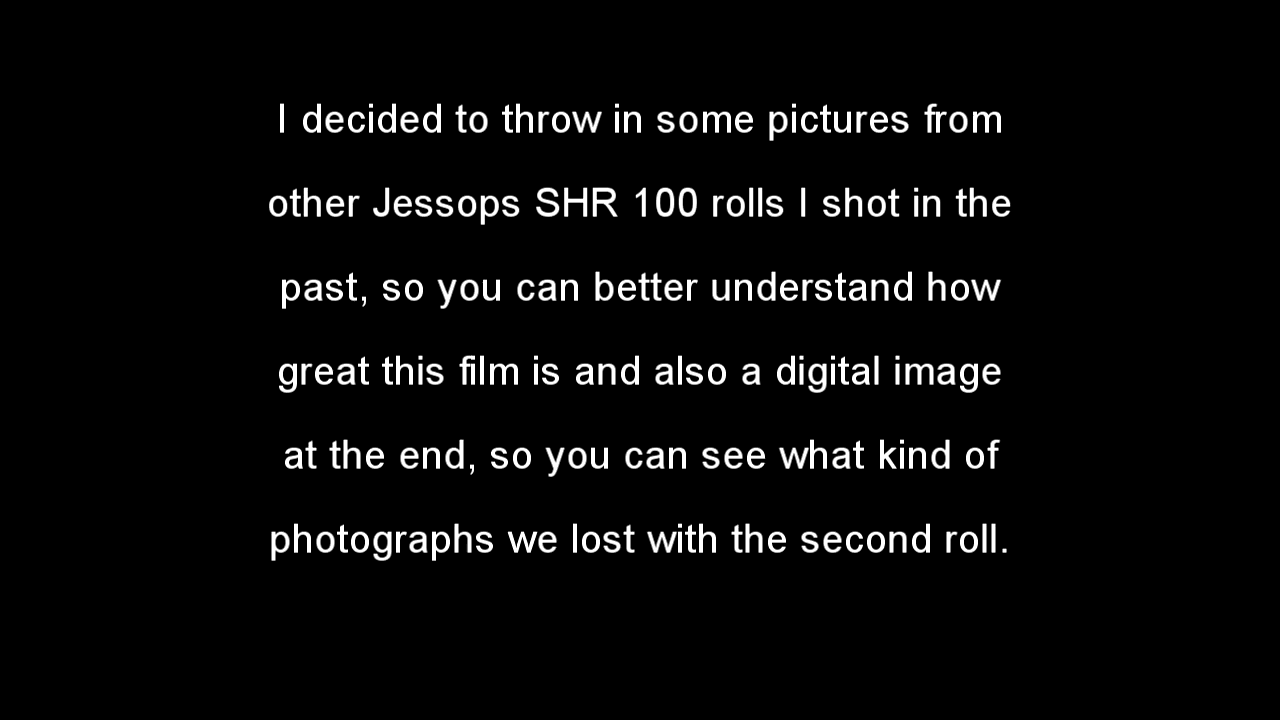 I decided to throw in some pictures from
other Jessops SHR 100 rolls I shot in the
past, so you can better understand how
great this film is and also a digital image
at the end, so you can see what kind of
photographs we lost with the second roll.